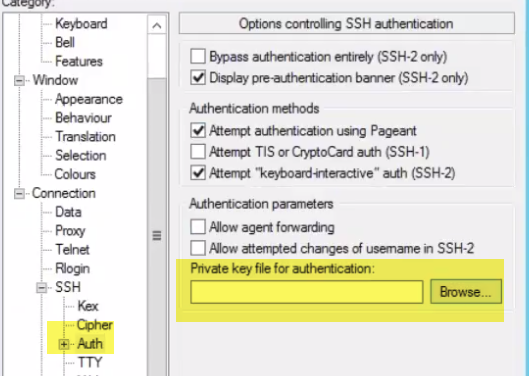 Category:
Keyboard
Bell
Features
Window
Appearance
Behaviour
Translation
Selection
Colours
Connection
Data
Proxy
Telnet
Rlogin
SSH
Kex
Cipher
Auth
TTY
Options controlling SSH authentication
Bypass authentication entirely (SSH-2 only)
Display pre-authentication banner (SSH-2 only)
Authentication methods
Attempt authentication using Pageant
Attempt TIS or CryptoCard auth (SSH-1)
Attempt "keyboard-interactive" auth (SSH-2)
Authentication parameters
Allow agent forwarding
Allow attempted changes of username in SSH-2
Private key file for authentication:
Browse...